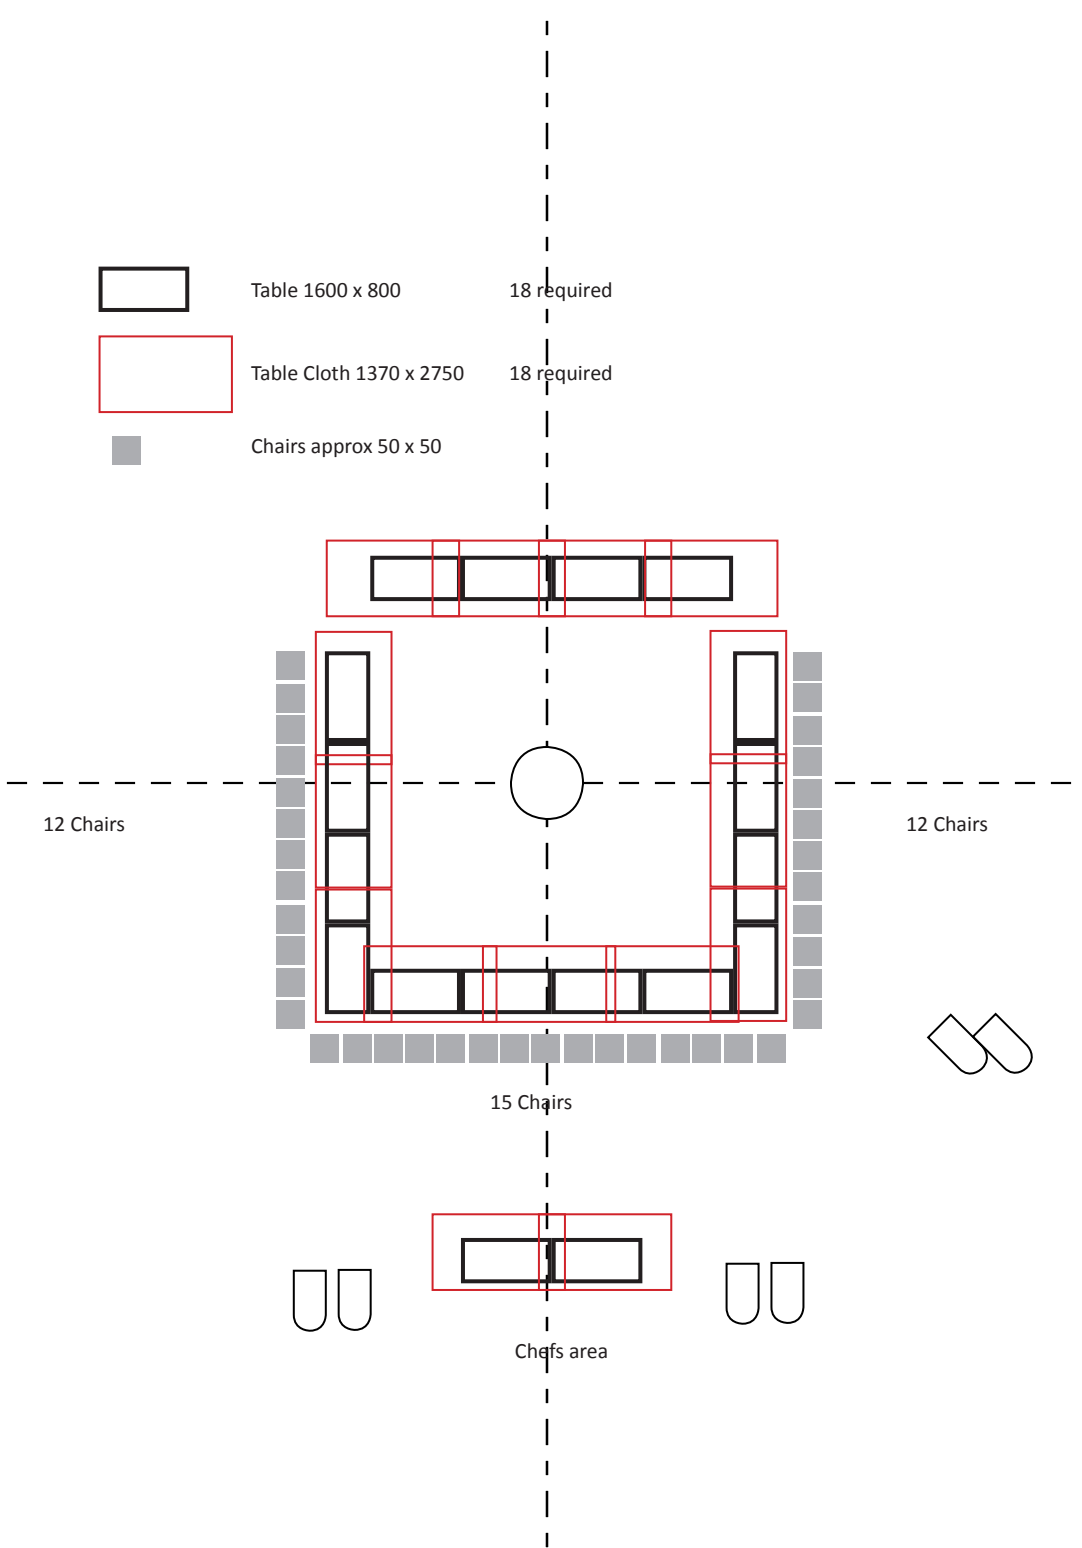 Table 1600 x 800 18 required
Table Cloth 1370 x 2750 18 required
Chairs approx 50 x 50
12 Chairs 12 Chairs
15 Chairs
Chefs area